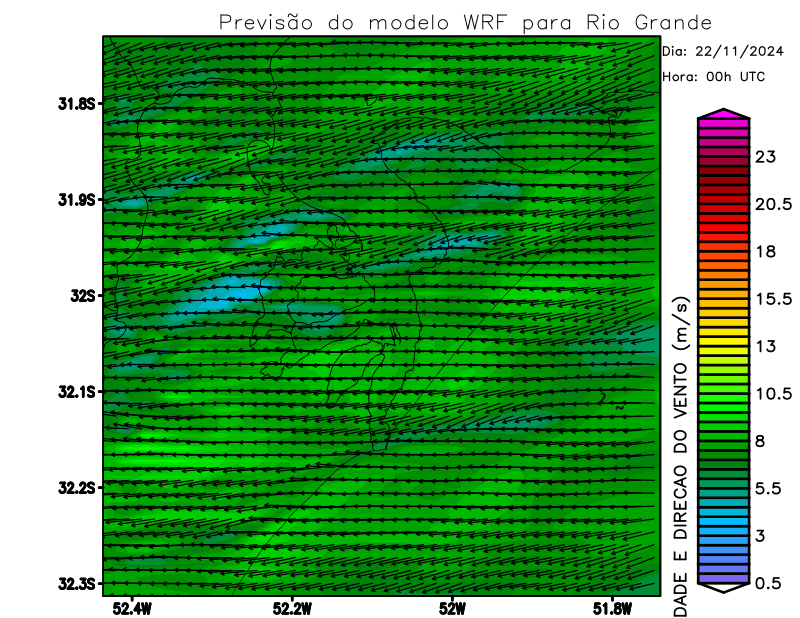 Previsão do modelo WRF para Rio Grande
Dia: 22/11/2024
Hora: 00h UTC
31.8S
31.9S
32S
32.1S
32.2S
32.3S
52.4W
52.2W
52W
51.8W
23
20.5
18
15.5
13
10.5
8
5.5
3
0.5
DADE E DIRECAO DO VENTO (m/s)